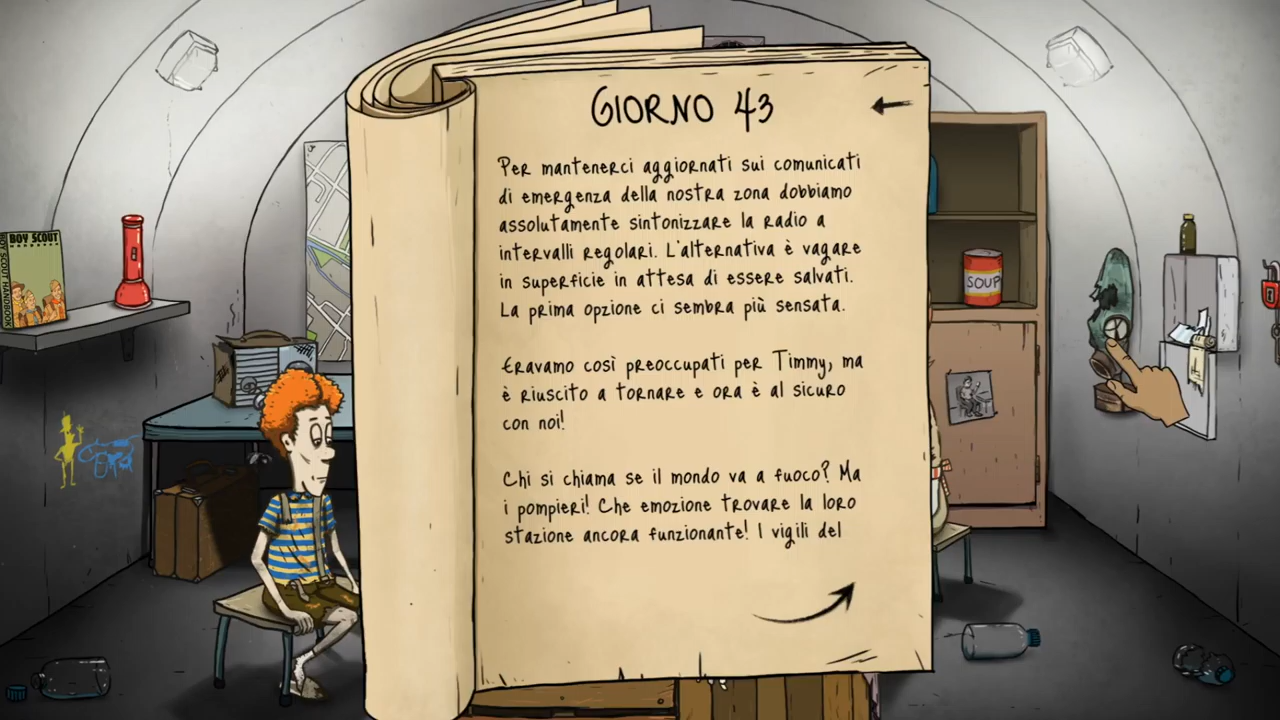 GIORNO 43
Per mantenerci aggiornati sui comunicati
di emergenza della nostra zona dobbiamo
assolutamente sintonizzare la radio a
intervalli regolari. L'alternativa è vagare
in superficie in attesa di essere salvati.
La prima opzione ci sembra più sensata.
Eravamo così preoccupati per Timmy, ma
è riuscito a tornare e ora è al sicuro
con noi!
Chi si chiama se il mondo va a fuoco? Ma
i pompieri! Che emozione trovare la loro
stazione ancora funzionante! I vigili del
BOY SCOUT
BOY SCOUT HANDBOOK
SOUP